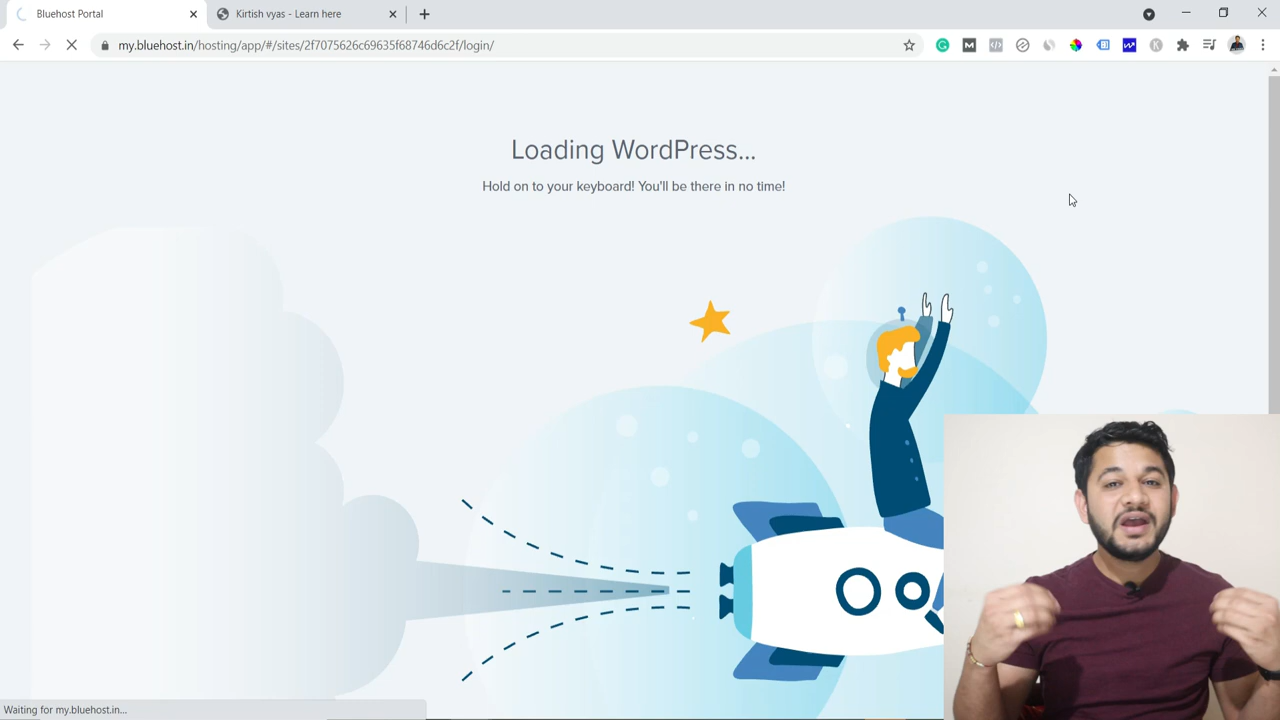 Bluehost Portal
Kirtish vyas - Learn here
my.bluehost.in/hosting/app/#/sites/2f7075626c69635f68746d6c2f/login/
Loading WordPress...
Hold on to your keyboard! You'll be there in no time!
Waiting for my.bluehost.in...